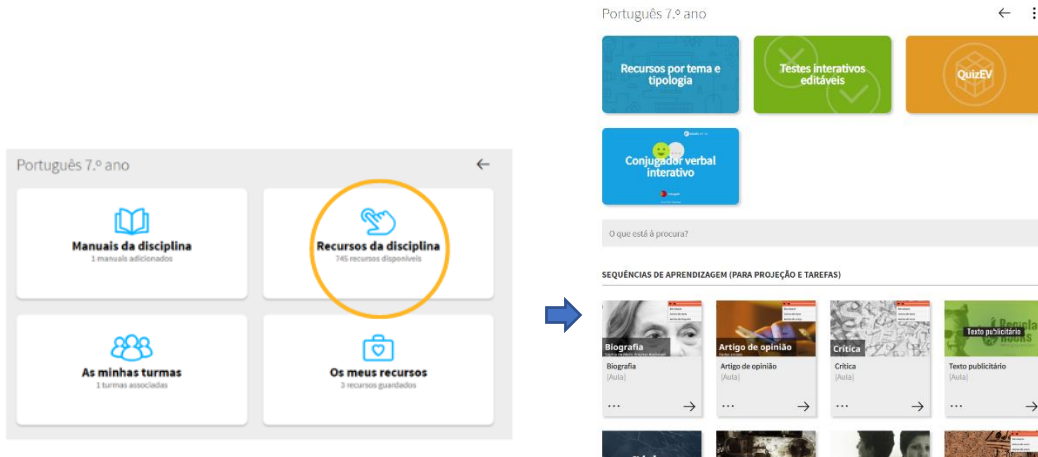 Português 7.º ano
Manuais da disciplina
1 manuais adicionados
Recursos da disciplina
745 recursos disponíveis
As minhas turmas
1 turmas associadas
Os meus recursos
3 recursos guardados
Português 7.º ano
Recursos por tema e
tipologia
Testes interativos
editáveis
QuizEV
Conjugador verbal
interativo
O que está à procura?
SEQUÊNCIAS DE APRENDIZAGEM (PARA PROJEÇÃO E TAREFAS)
Biografia
Biografia
[Aula]
Artigo de opinião
Artigo de opinião
[Aula]
Crítica
Crítica
[Aula]
Texto publicitário
Texto publicitário
[Aula]